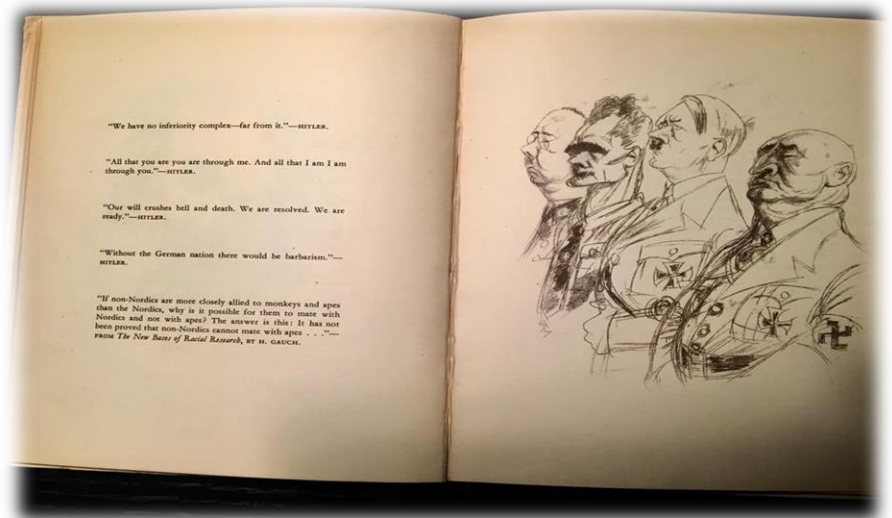 "We have no inferiority complex—far from it."—HITLER.
"All that you are you are through me. And all that I am I am
through you."—HITLER.
"Our will crushes hell and death. We are resolved. We are
ready."—HITLER.
"Without the German nation there would be barbarism."—
HITLER.
"If non-Nordics are more closely allied to monkeys and apes
than the Nordics, why is it possible for them to mate with
Nordics and not with apes? The answer is this: It has not
been proved that non-Nordics cannot mate with apes . . ."—
FROM The New Bases of Racial Research, BY H. GAUCH.